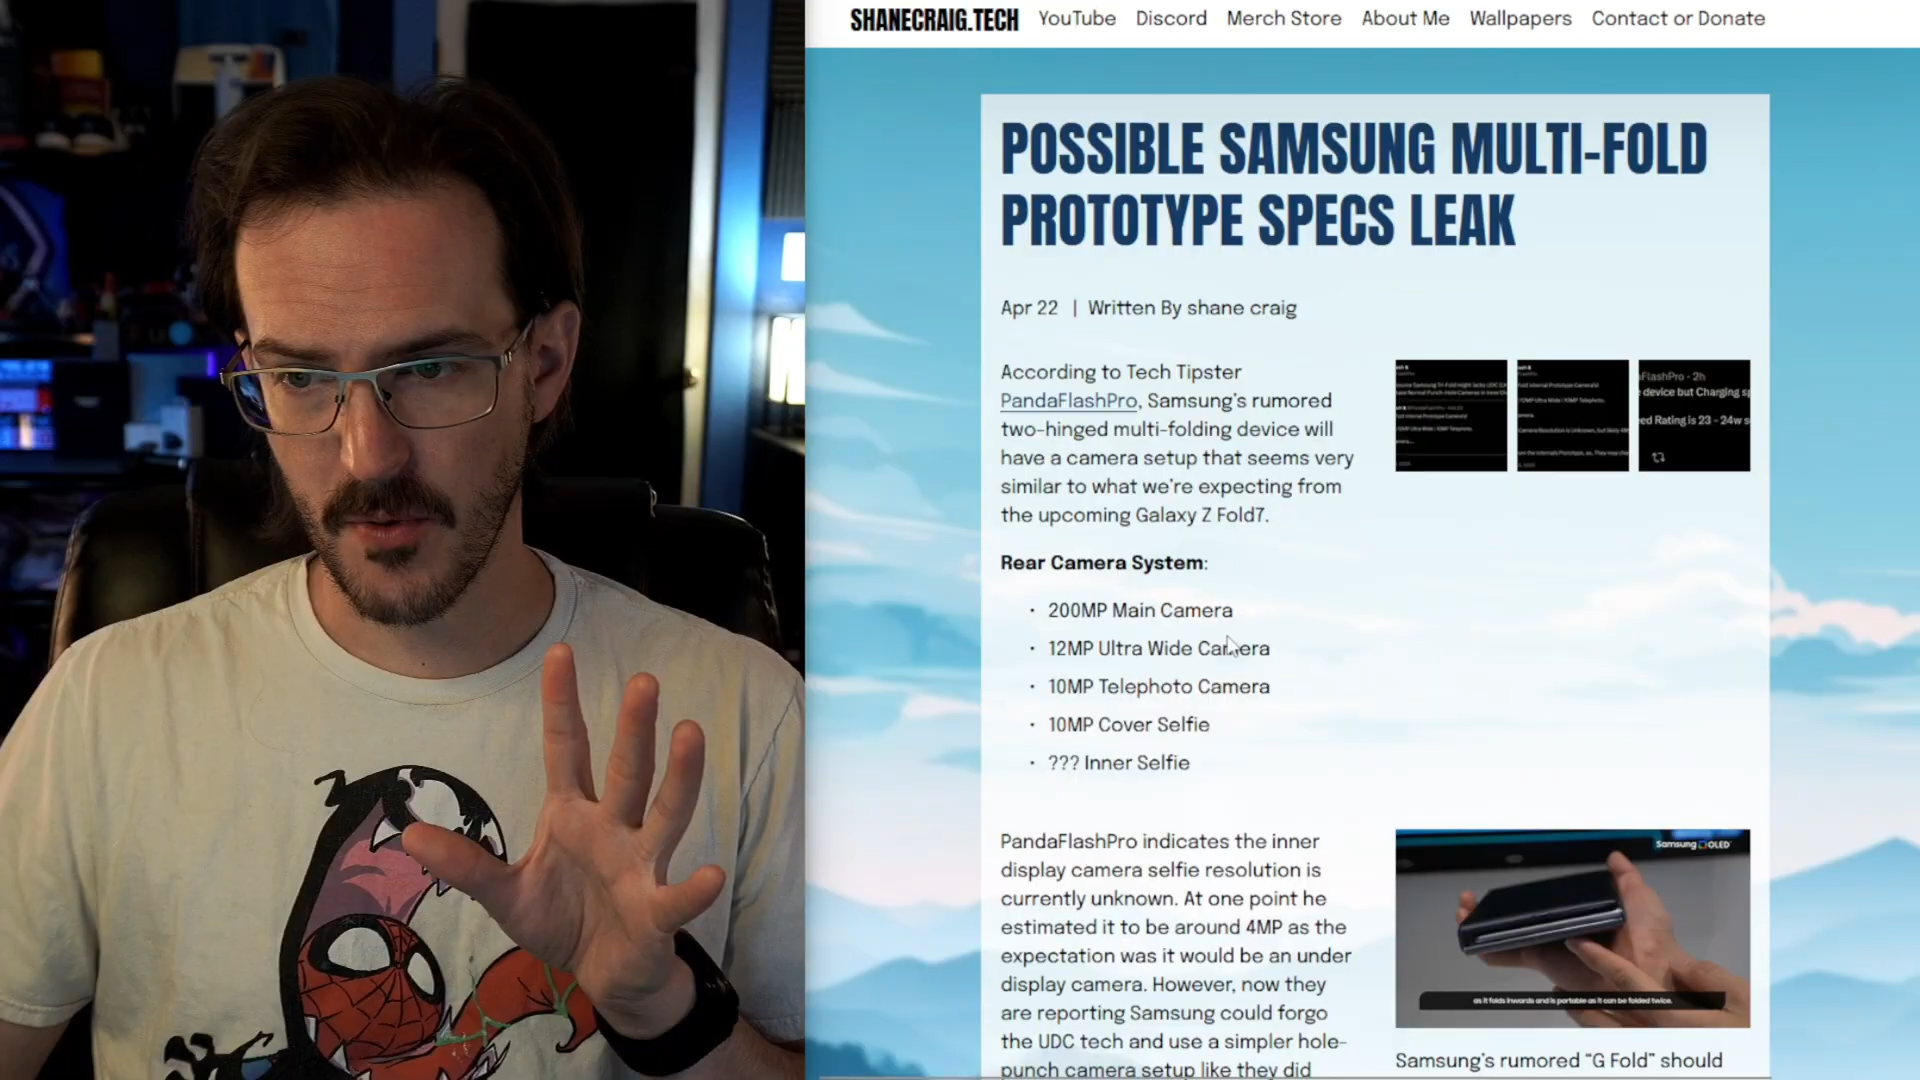 SHANECRAIG.TECH YouTube Discord Merch Store About Me Wallpapers Contact or Donate
POSSIBLE SAMSUNG MULTI-FOLD
PROTOTYPE SPECS LEAK
Apr 22 | Written By shane craig
According to Tech Tipster
PandaFlashPro, Samsung's rumored
two-hinged multi-folding device will
have a camera setup that seems very
similar to what we're expecting from
the upcoming Galaxy Z Fold7.
FlashPro · 2h
device but Charging s
ed Rating is 23 - 24w s
Rear Camera System:
· 200MP Main Camera
· 12MP Ultra Wide Camera
· 10MP Telephoto Camera
· 10MP Cover Selfie
· ??? Inner Selfie
PandaFlashPro indicates the inner
display camera selfie resolution is
currently unknown. At one point he
estimated it to be around 4MP as the
expectation was it would be an under
display camera. However, now they
are reporting Samsung could forgo
the UDC tech and use a simpler hole-
punch camera setup like they did
Samsung OLED
as it folds inwards and is portable as it can be folded twice.
Samsung's rumored "G Fold" should